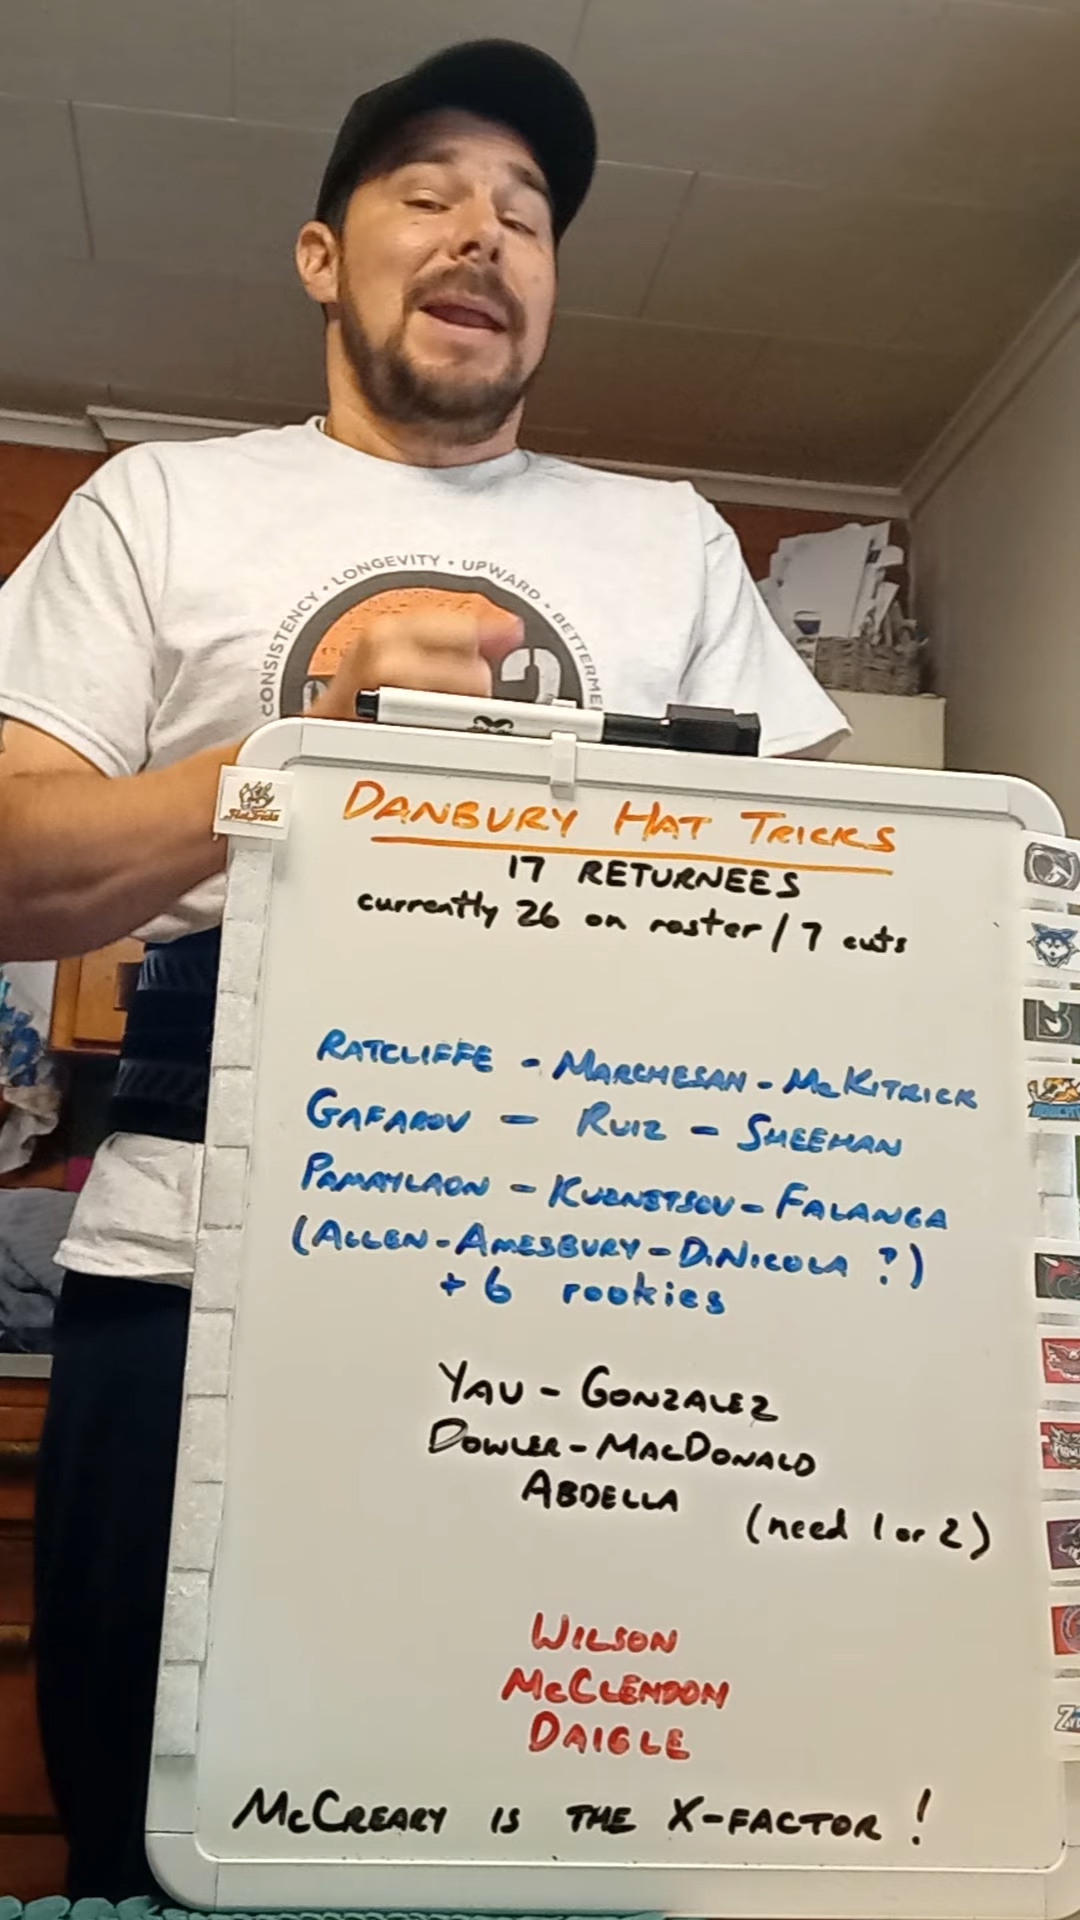 CONSISTENCY • LONGEVITY • UPWARD • BETTERME
DANBURY HAT TRICKS
17 RETURNEES
currently 26 on roster / 7 cuts
RATCLIFFE - MARCHESAN - McKITRICK
GAFAROV - RUIZ - SHEEHAN
PAMAYLAON - KUZNETSOV - FALANGA
(ALLEN - AMESBURY - DINICOLA ?)
+ 6 rookies
YAU - GONZALEZ
DOWLER - MACDONALD
ABDELLA
(need 1 or 2)
WILSON
McCLENDON
DAIGLE
McCREARY IS THE X-FACTOR!